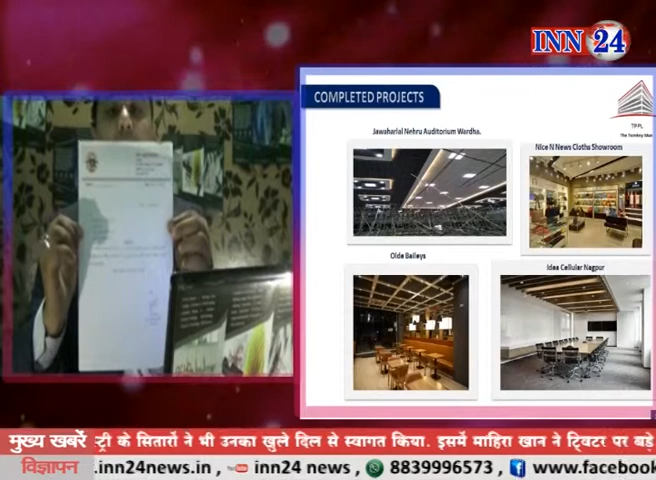 INN 24
COMPLETED PROJECTS
TPPL
Jawaharlal Nehru Auditorium Wardha.
Nice N News Cloths Showroom
Olde Baileys
Idea Cellular Nagpur
मुख्य खबरें
स्ट्री के सितारों ने भी उनका खुले दिल से स्वागत किया. इसमें माहिरा खान ने ट्विटर पर बड़े
विज्ञापन
.inn24news.in , inn24 news , 8839996573 , www.facebook